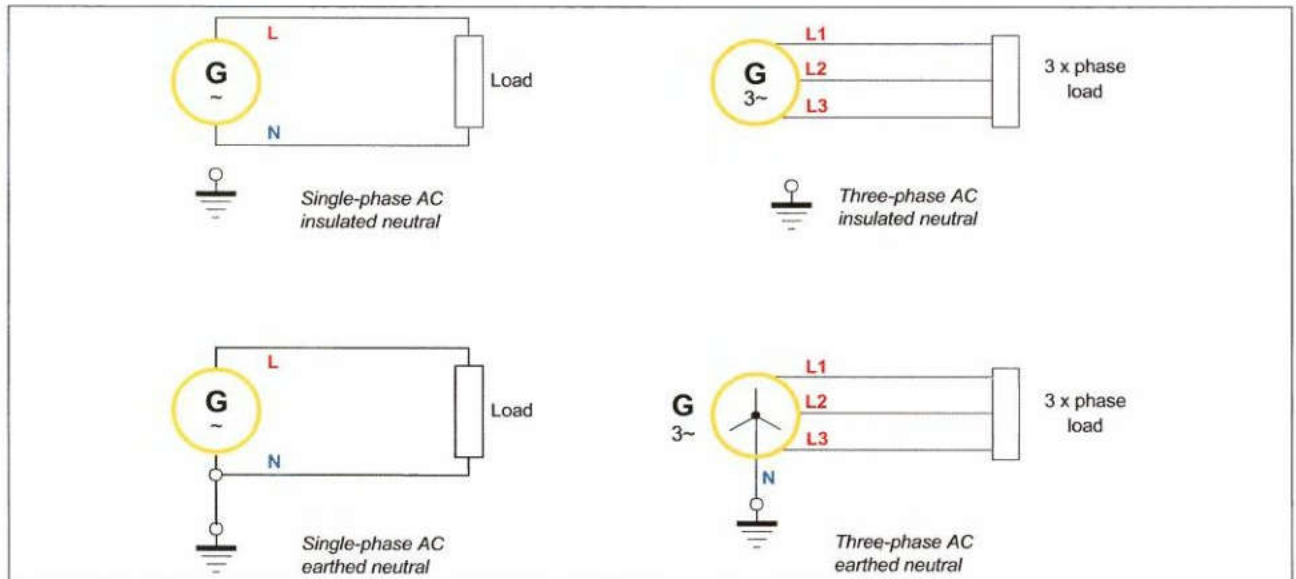 L
G
~
Load
N
Single-phase AC
insulated neutral
L1
G
3~
L2
L3
3 x phase
load
Three-phase AC
insulated neutral
L
G
~
Load
N
Single-phase AC
earthed neutral
L1
G
3~
L2
L3
N
3 x phase
load
Three-phase AC
earthed neutral